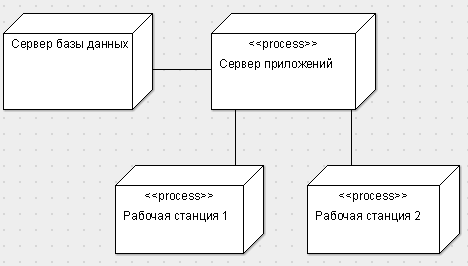 Сервер базы данных
<<process>>
Сервер приложений
<<process>>
Рабочая станция 1
<<process>>
Рабочая станция 2